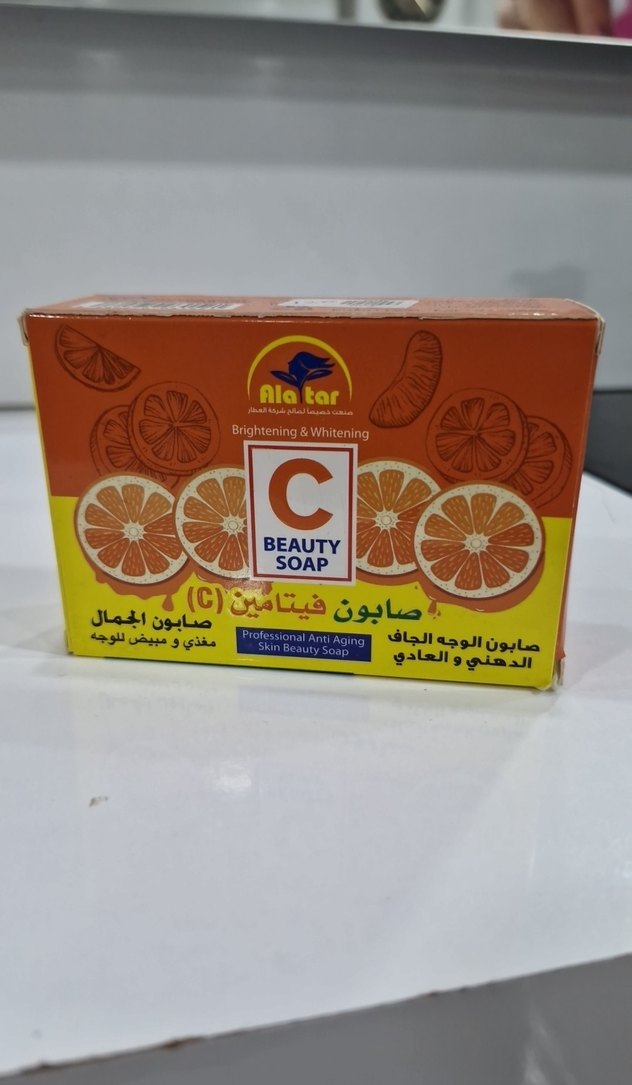 Alattar
صنعت خصيصا لصالح شركة العطار
Brightening & Whitening
C
BEAUTY
SOAP
صابون فيتامين (C)
صابون الجمال
مغذي و مبيض للوجه
Professional Anti Aging
Skin Beauty Soap
صابون الوجه الجاف
الدهني و العادي